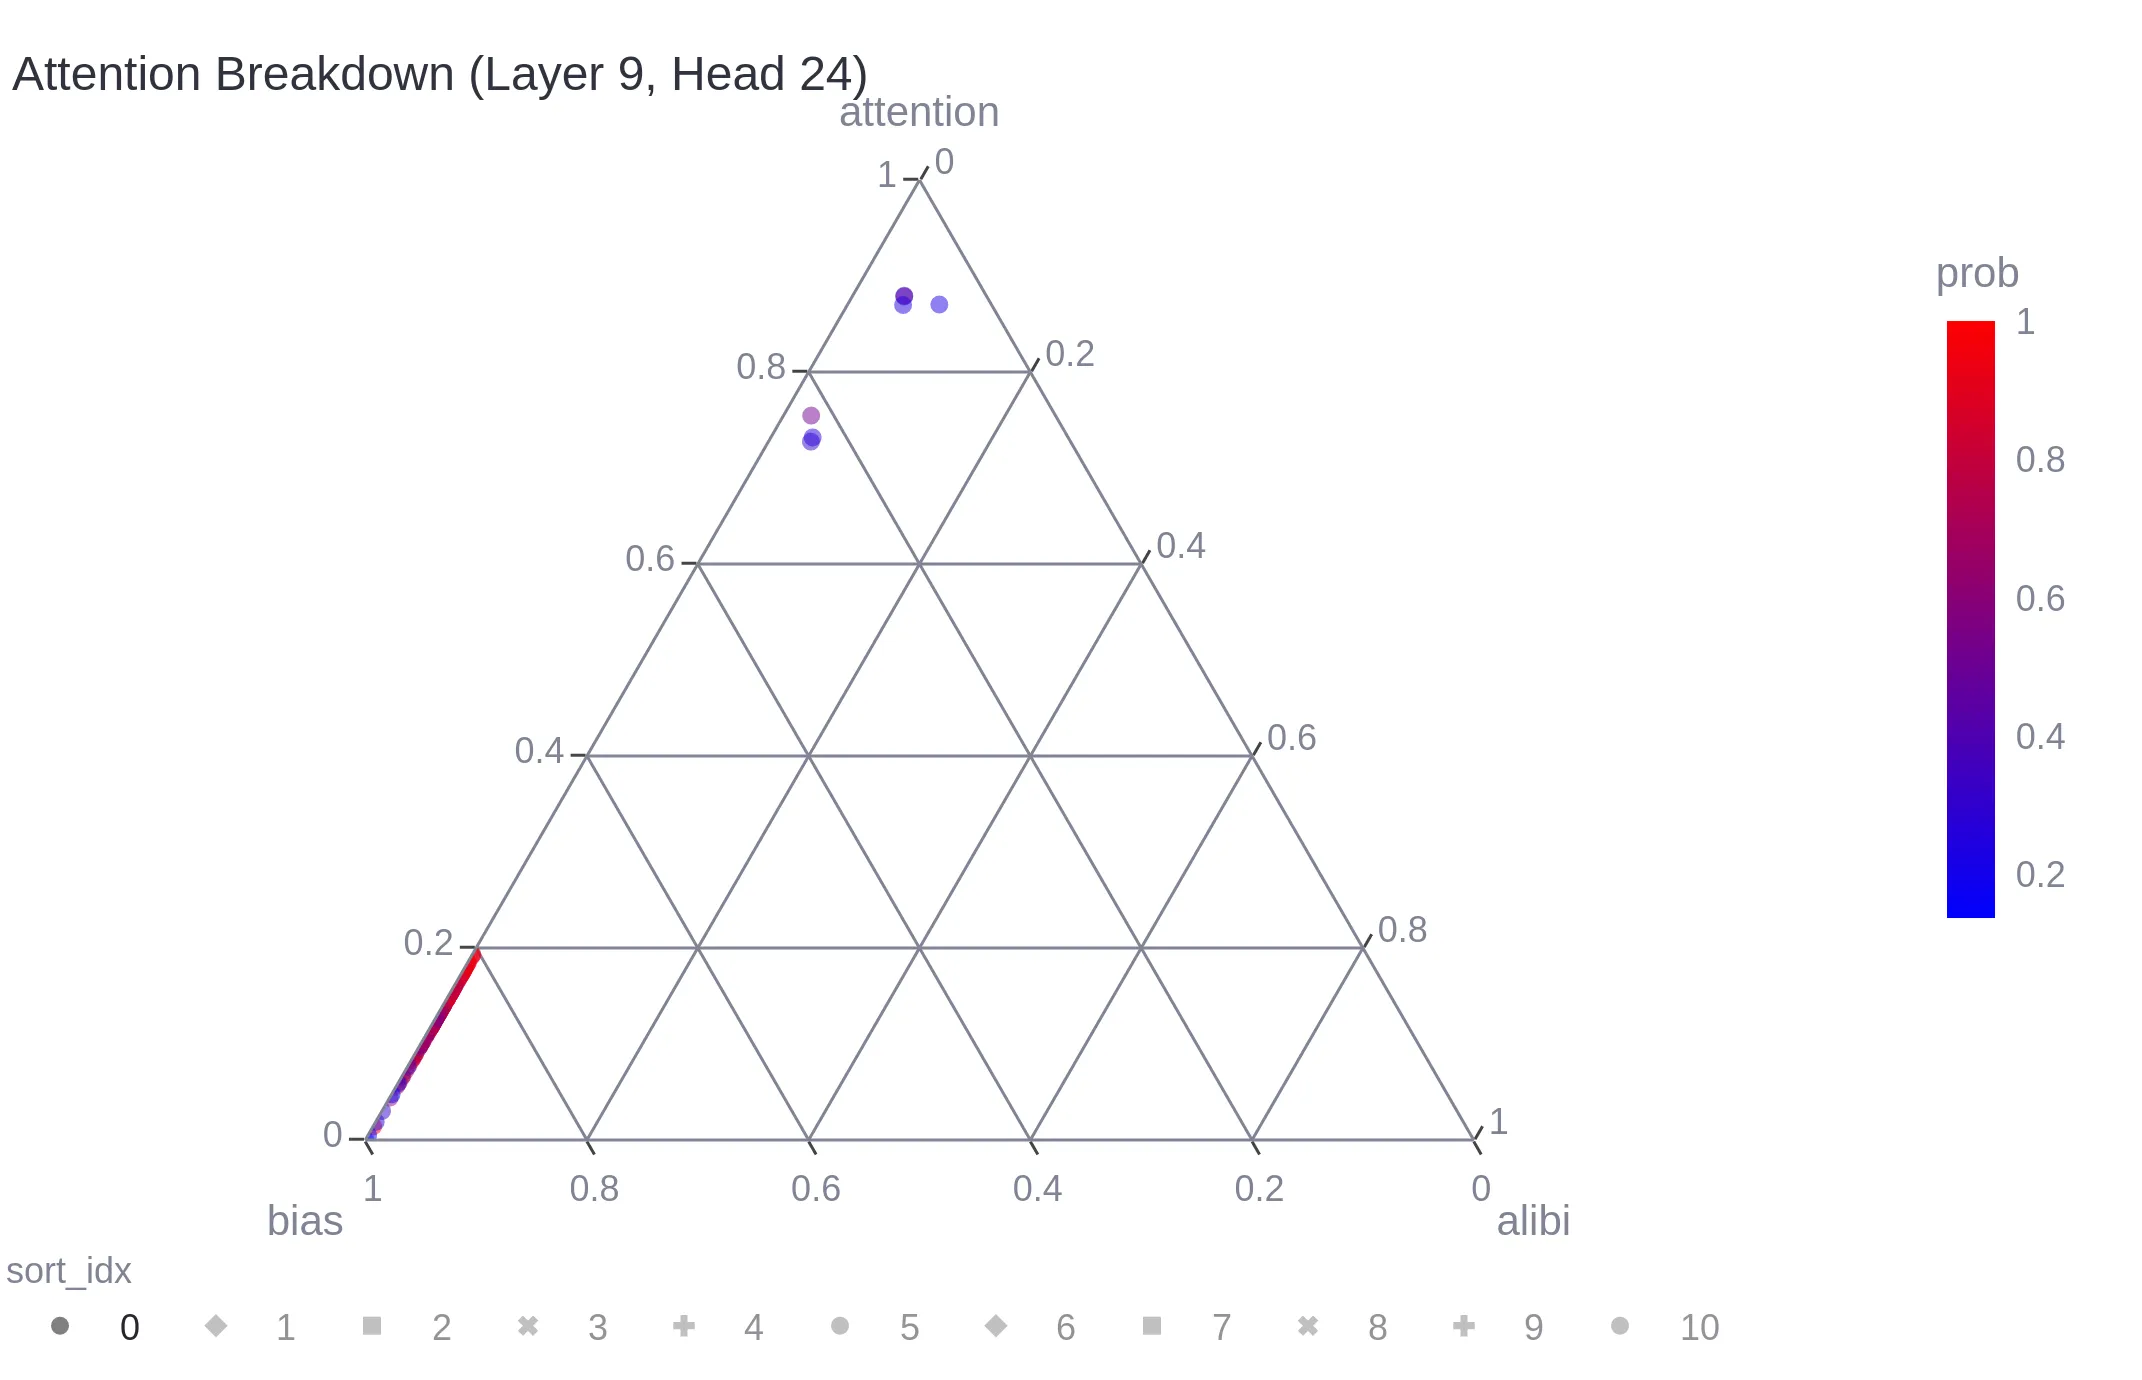 Attention Breakdown (Layer 9, Head 24)
attention
1 0
prob
1
0.8 0.2
0.8
0.6 0.4
0.6
0.4 0.6
0.4
0.2 0.8
0.2
0 1
1 0.8 0.6 0.4 0.2 0
bias alibi
sort_idx
0 1 2 3 4 5 6 7 8 9 10